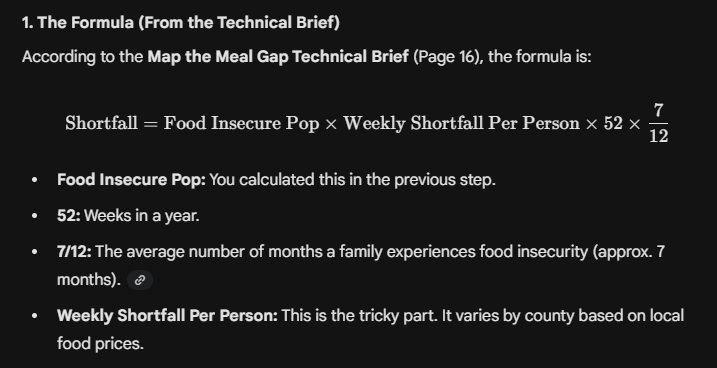 1. The Formula (From the Technical Brief)
According to the Map the Meal Gap Technical Brief (Page 16), the formula is:
Shortfall = Food Insecure Pop × Weekly Shortfall Per Person × 52 × 7/12
• Food Insecure Pop: You calculated this in the previous step.
• 52: Weeks in a year.
• 7/12: The average number of months a family experiences food insecurity (approx. 7
months).
• Weekly Shortfall Per Person: This is the tricky part. It varies by county based on local
food prices.